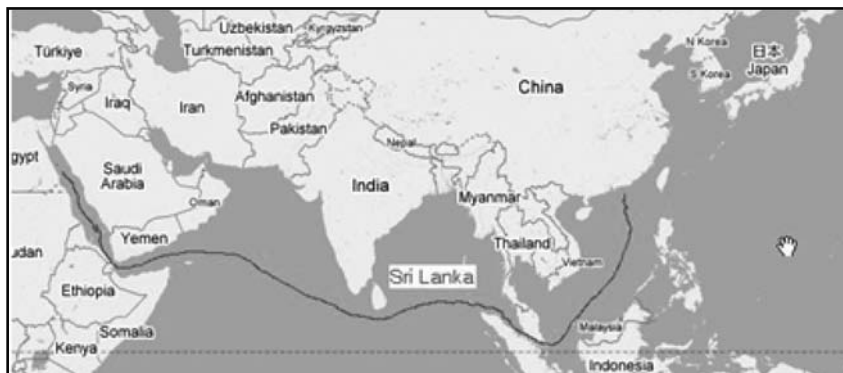 Uzbekistan
Kyrgyzstan
Türkiye
Turkmenistan
N Korea
日本
Japan
S Korea
Syria
Iraq
Iran
Afghanistan
China
Pakistan
Nepal
gypt
Saudi
Arabia
India
Oman
Myanmar
Yemen
udan
Thailand
Sri Lanka
Vietnam
Ethiopia
Somalia
Malaysia
Kenya
Indonesia